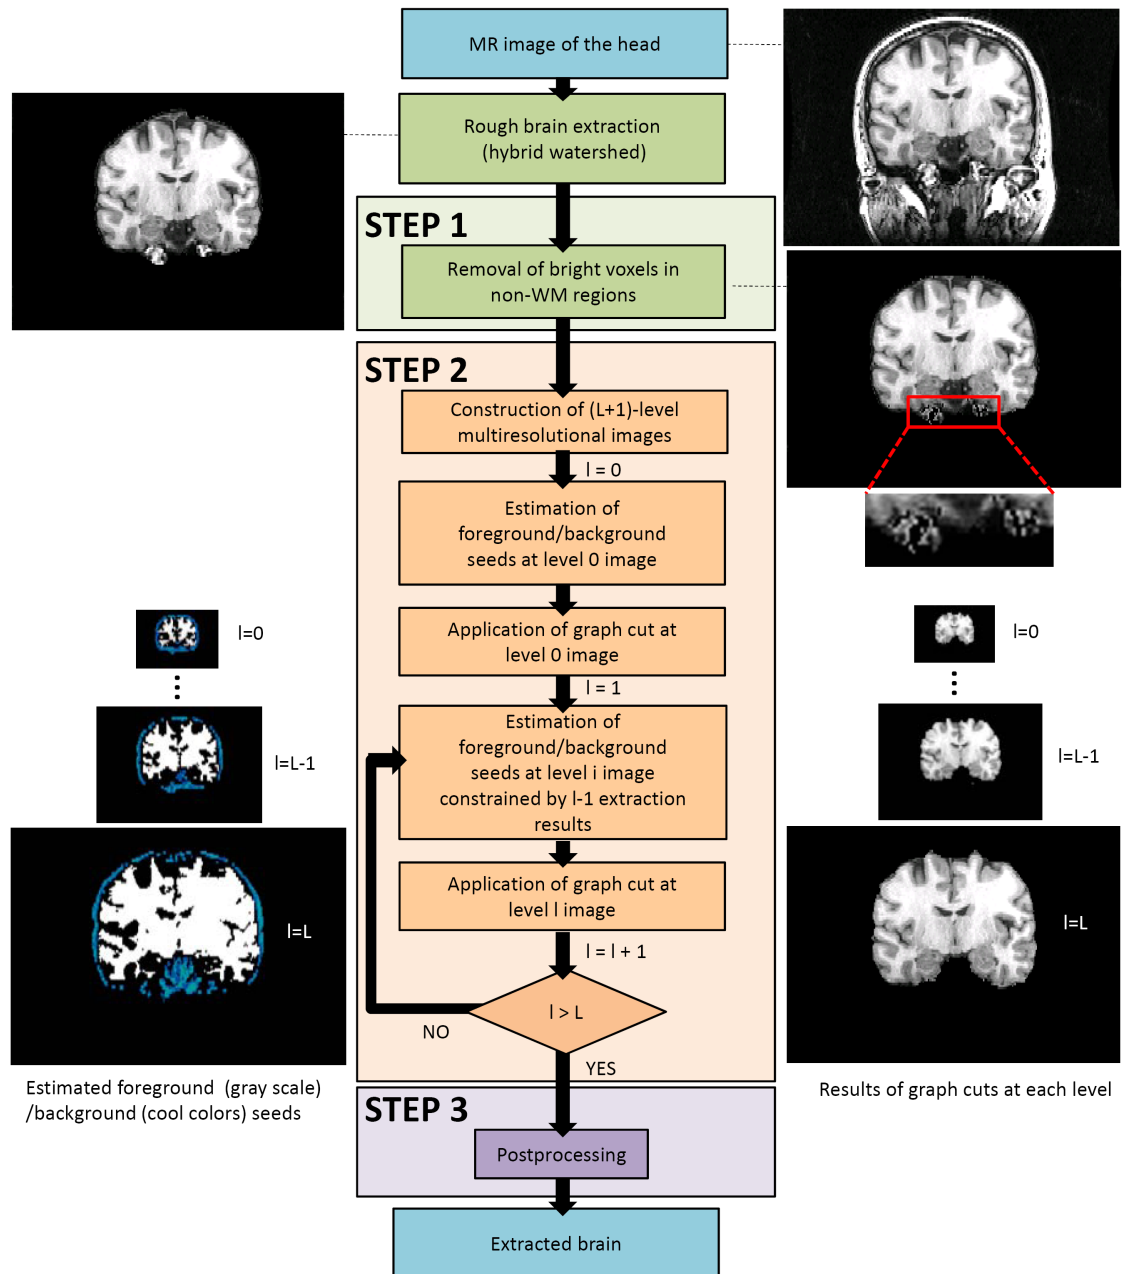 MR image of the head
Rough brain extraction
(hybrid watershed)
STEP 1
Removal of bright voxels in
non-WM regions
STEP 2
Construction of (L+1)-level
multiresolutional images
l = 0
Estimation of
foreground/background
seeds at level 0 image
Application of graph cut at
level 0 image
l = 1
Estimation of
foreground/background
seeds at level i image
constrained by l-1 extraction
results
Application of graph cut at
level l image
l = l + 1
l > L
NO
YES
STEP 3
Postprocessing
Extracted brain
l=0
l=L-1
l=L
Estimated foreground  (gray scale)
/background (cool colors) seeds
l=0
l=L-1
l=L
Results of graph cuts at each level